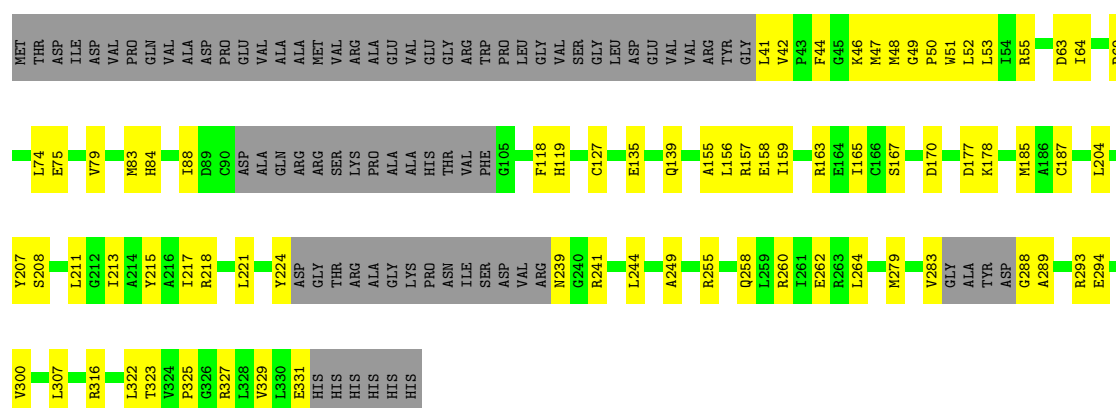 MET THR ASP ILE ASP VAL PRO GLN VAL ALA ASP PRO GLU VAL ALA ALA MET VAL ARG ALA GLU VAL GLU GLY ARG TRP PRO LEU GLY VAL SER GLY LEU ASP GLU VAL VAL ARG TYR GLY L41 V42 P43 F44 G45 K46 M47 M48 G49 P50 W51 L52 L53 I54 R55 D63 I64
L74 E75 V79 M83 H84 I88 D89 C90 ASP ALA GLN ARG ARG SER LYS PRO ALA ALA HIS THR VAL PHE G105 F118 H119 C127 E135 Q139 A155 L156 R157 E158 I159 R163 E164 I165 C166 S167 D170 D177 K178 M185 A186 C187 L204
Y207 S208 L211 G212 I213 A214 Y215 A216 I217 R218 L221 Y224 ASP GLY THR ARG ALA GLY LYS PRO ASN ILE SER ASP VAL ARG N239 G240 R241 L244 A249 R255 Q258 L259 R260 I261 E262 R263 L264 M279 V283 GLY ALA TYR ASP G288 A289 R293 E294
V300 L307 R316 L322 T323 V324 P325 G326 R327 L328 V329 L330 E331 HIS HIS HIS HIS HIS HIS